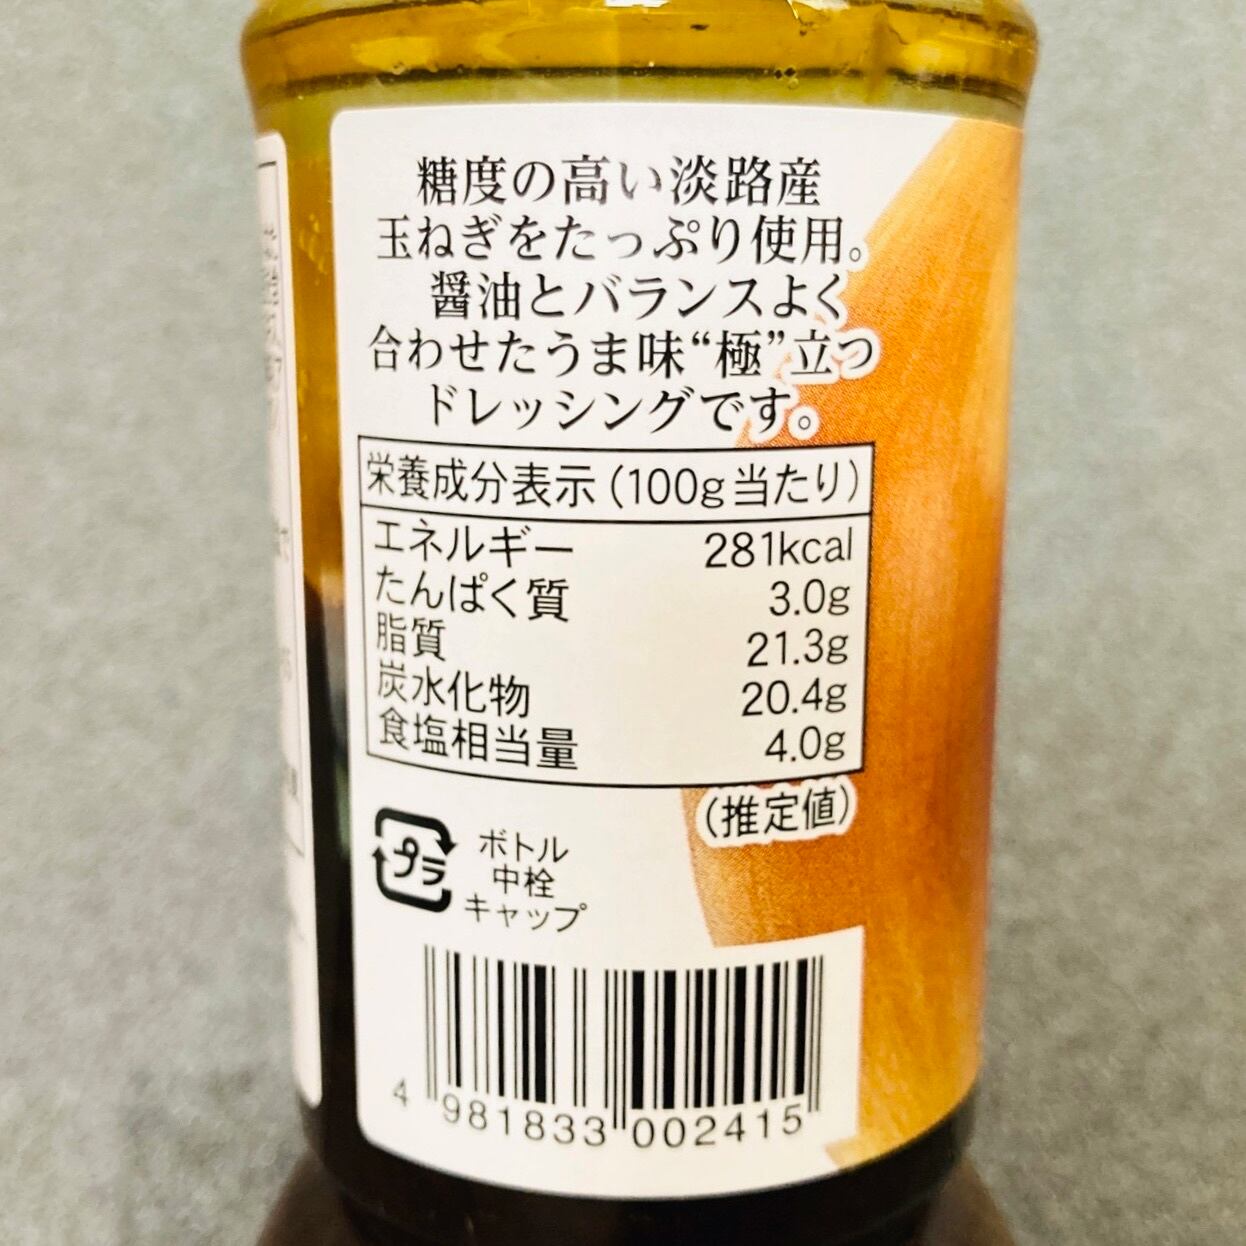 糖度の高い淡路産
玉ねぎをたっぷり使用。
醤油とバランスよく
合わせたうま味“極”立つ
ドレッシングです。
栄養成分表示(100g当たり)
エネルギー 281kcal
たんぱく質 3.0g
脂質 21.3g
炭水化物 20.4g
食塩相当量 4.0g
(推定値)
プラ
ボトル
中栓
キャップ
4 981833 002415